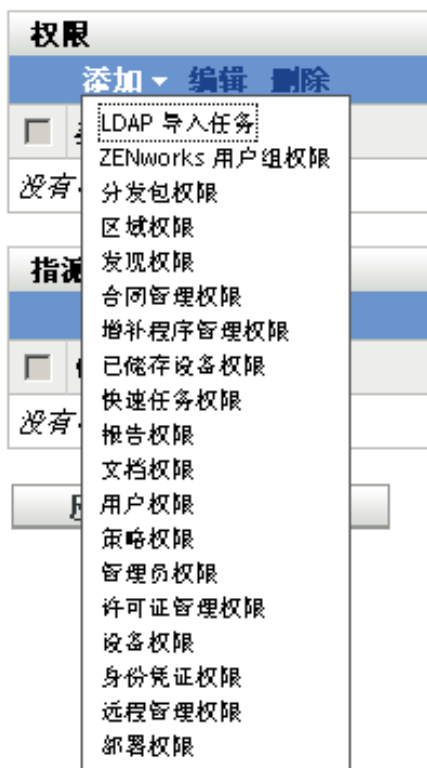 权限
添加 编辑 删除
LDAP 导入任务
ZENworks 用户组权限
没有
分发包权限
区域权限
指派
发现权限
合同管理权限
增补程序管理权限
已储存设备权限
快速任务权限
没有
报告权限
文档权限
用户权限
策略权限
管理员权限
许可证管理权限
设备权限
身份凭证权限
远程管理权限
部署权限